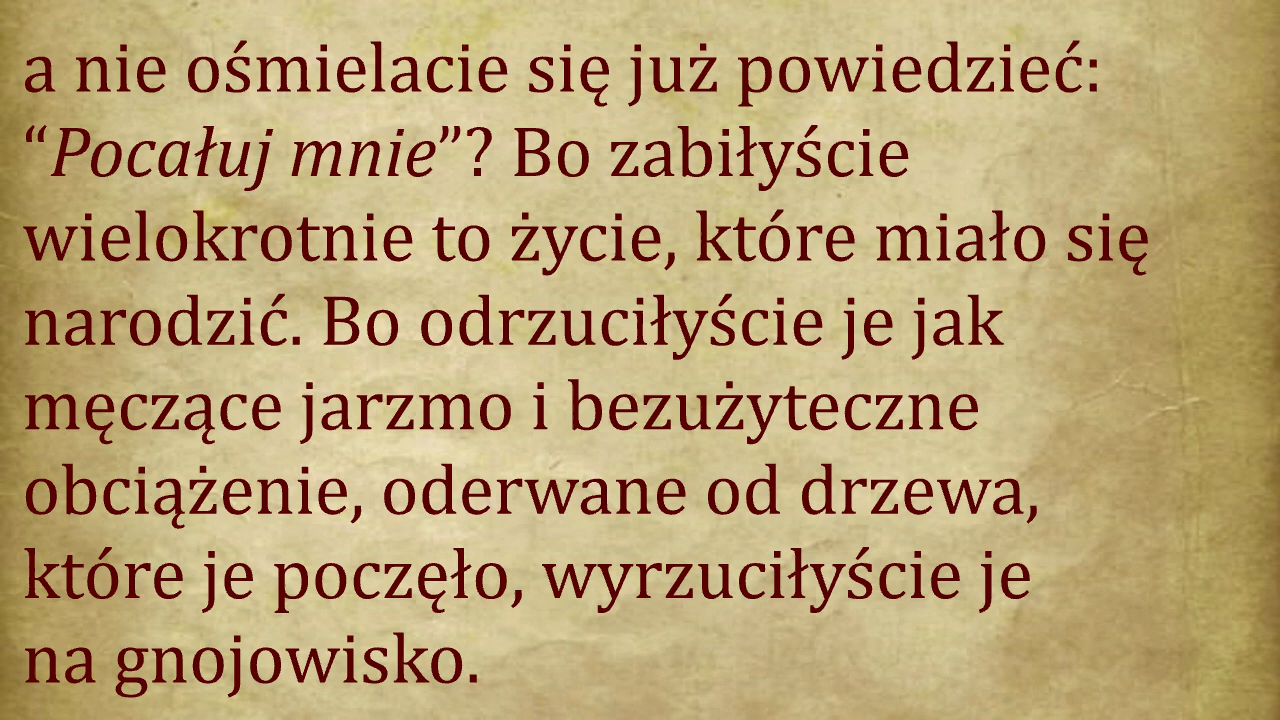 a nie ośmielacie się już powiedzieć:
“Pocałuj mnie”? Bo zabiłyście
wielokrotnie to życie, które miało się
narodzić. Bo odrzuciłyście je jak
męczące jarzmo i bezużyteczne
obciążenie, oderwane od drzewa,
które je poczęło, wyrzuciłyście je
na gnojowisko.